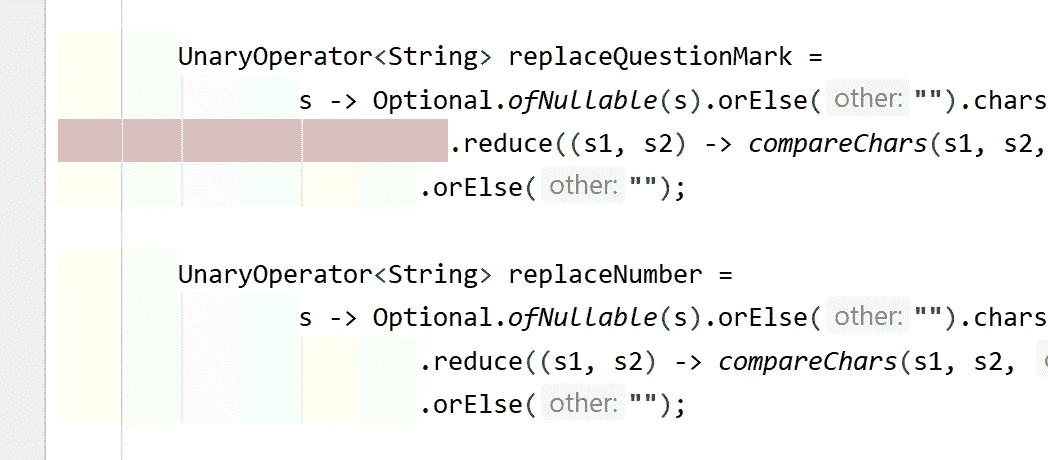 UnaryOperator<String> replaceQuestionMark =
s -> Optional.ofNullable(s).orElse( other: "").chars
.reduce((s1, s2) -> compareChars(s1, s2,
.orElse( other: "");
UnaryOperator<String> replaceNumber =
s -> Optional.ofNullable(s).orElse( other: "").chars
.reduce((s1, s2) -> compareChars(s1, s2,
.orElse( other: "");